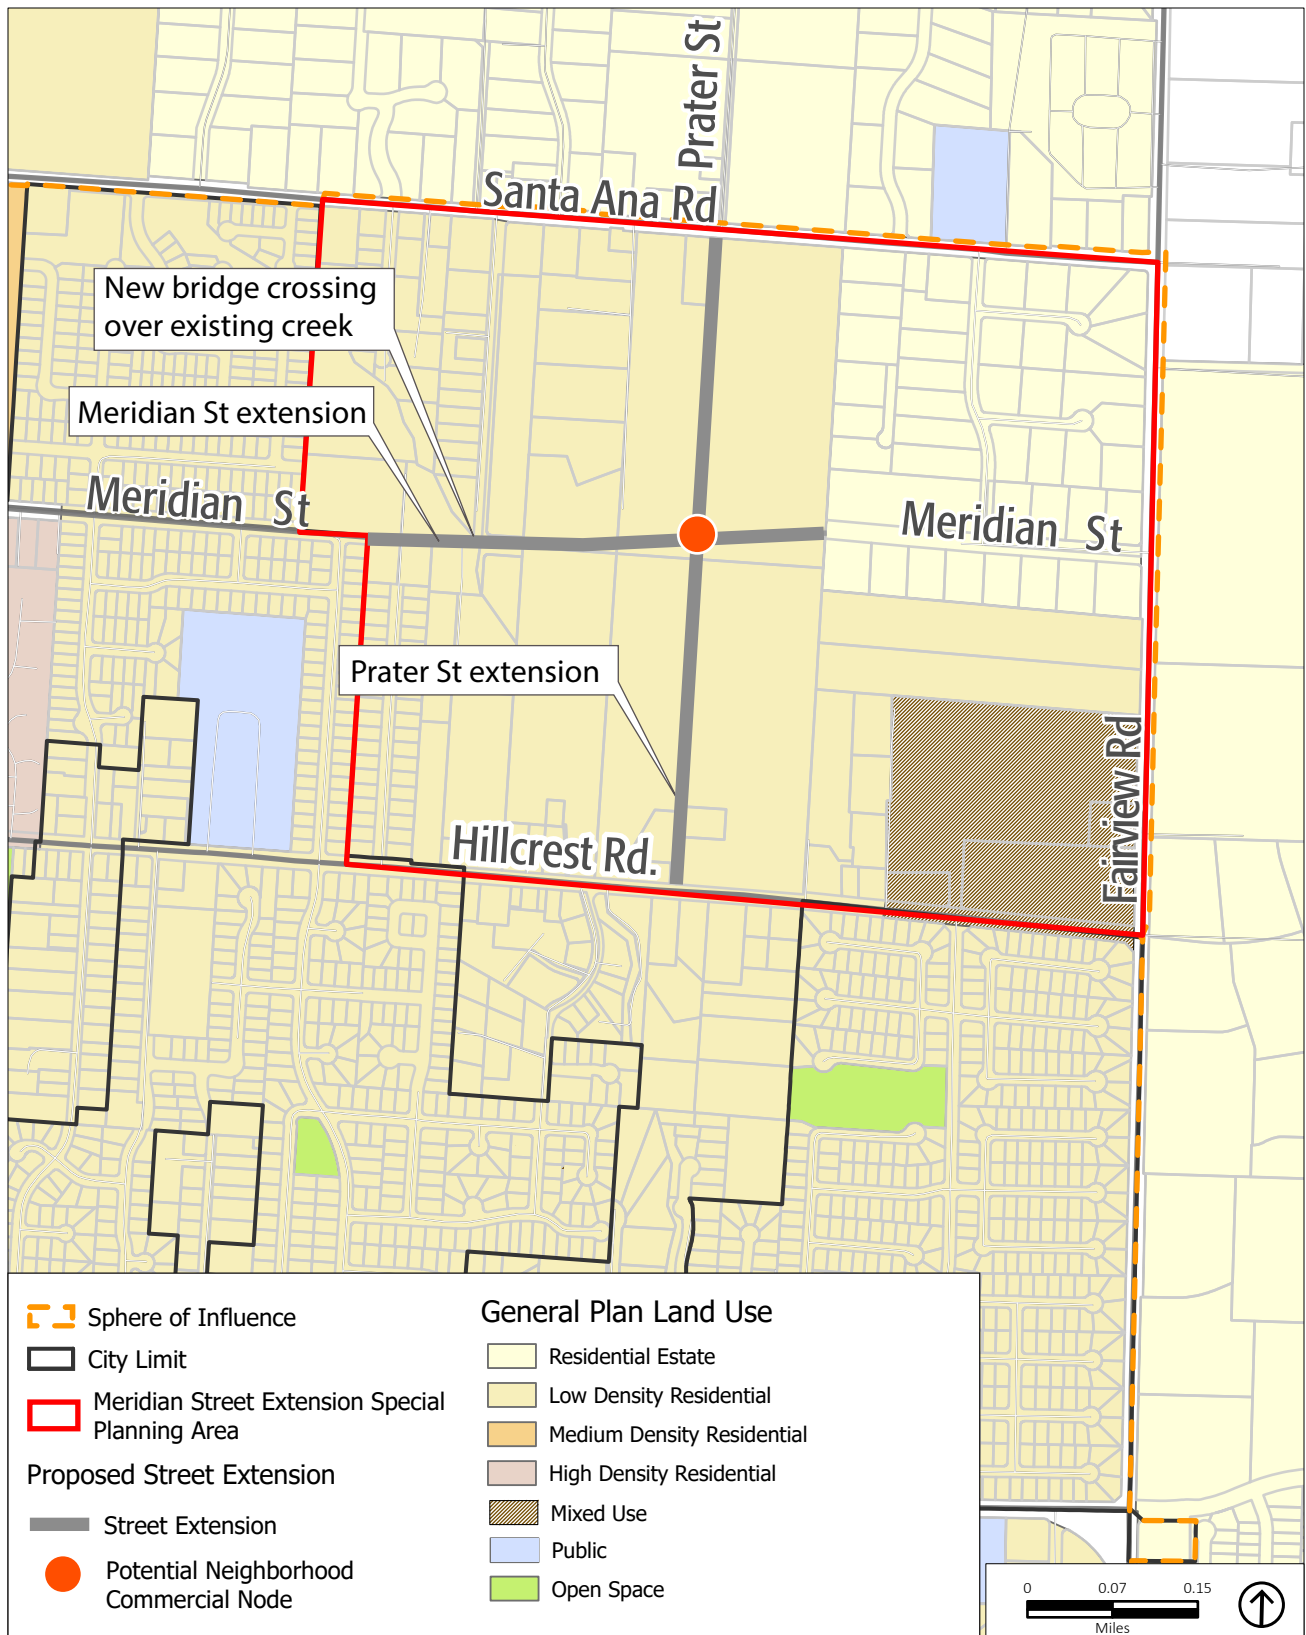 Prater St
Santa Ana Rd
New bridge crossing
over existing creek
Meridian St extension
Meridian St
Meridian St
Prater St extension
Fairview Rd
Hillcrest Rd.
Sphere of Influence
City Limit
Meridian Street Extension Special
Planning Area
Proposed Street Extension
Street Extension
Potential Neighborhood
Commercial Node
General Plan Land Use
Residential Estate
Low Density Residential
Medium Density Residential
High Density Residential
Mixed Use
Public
Open Space
0 0.07 0.15
Miles